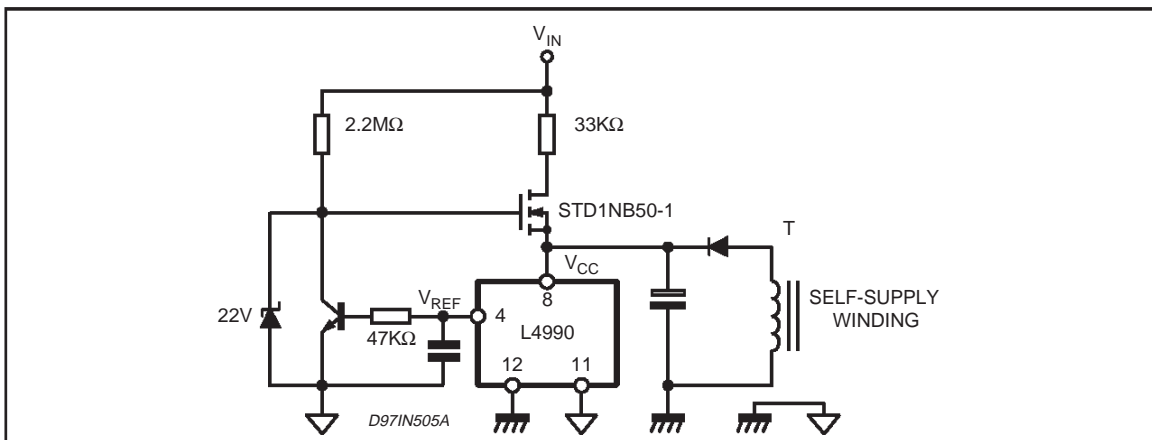 V_IN
2.2MΩ
33KΩ
STD1NB50-1
T
V_CC
8
22V
V_REF
4
L4990
SELF-SUPPLY
WINDING
47KΩ
12
11
D97IN505A